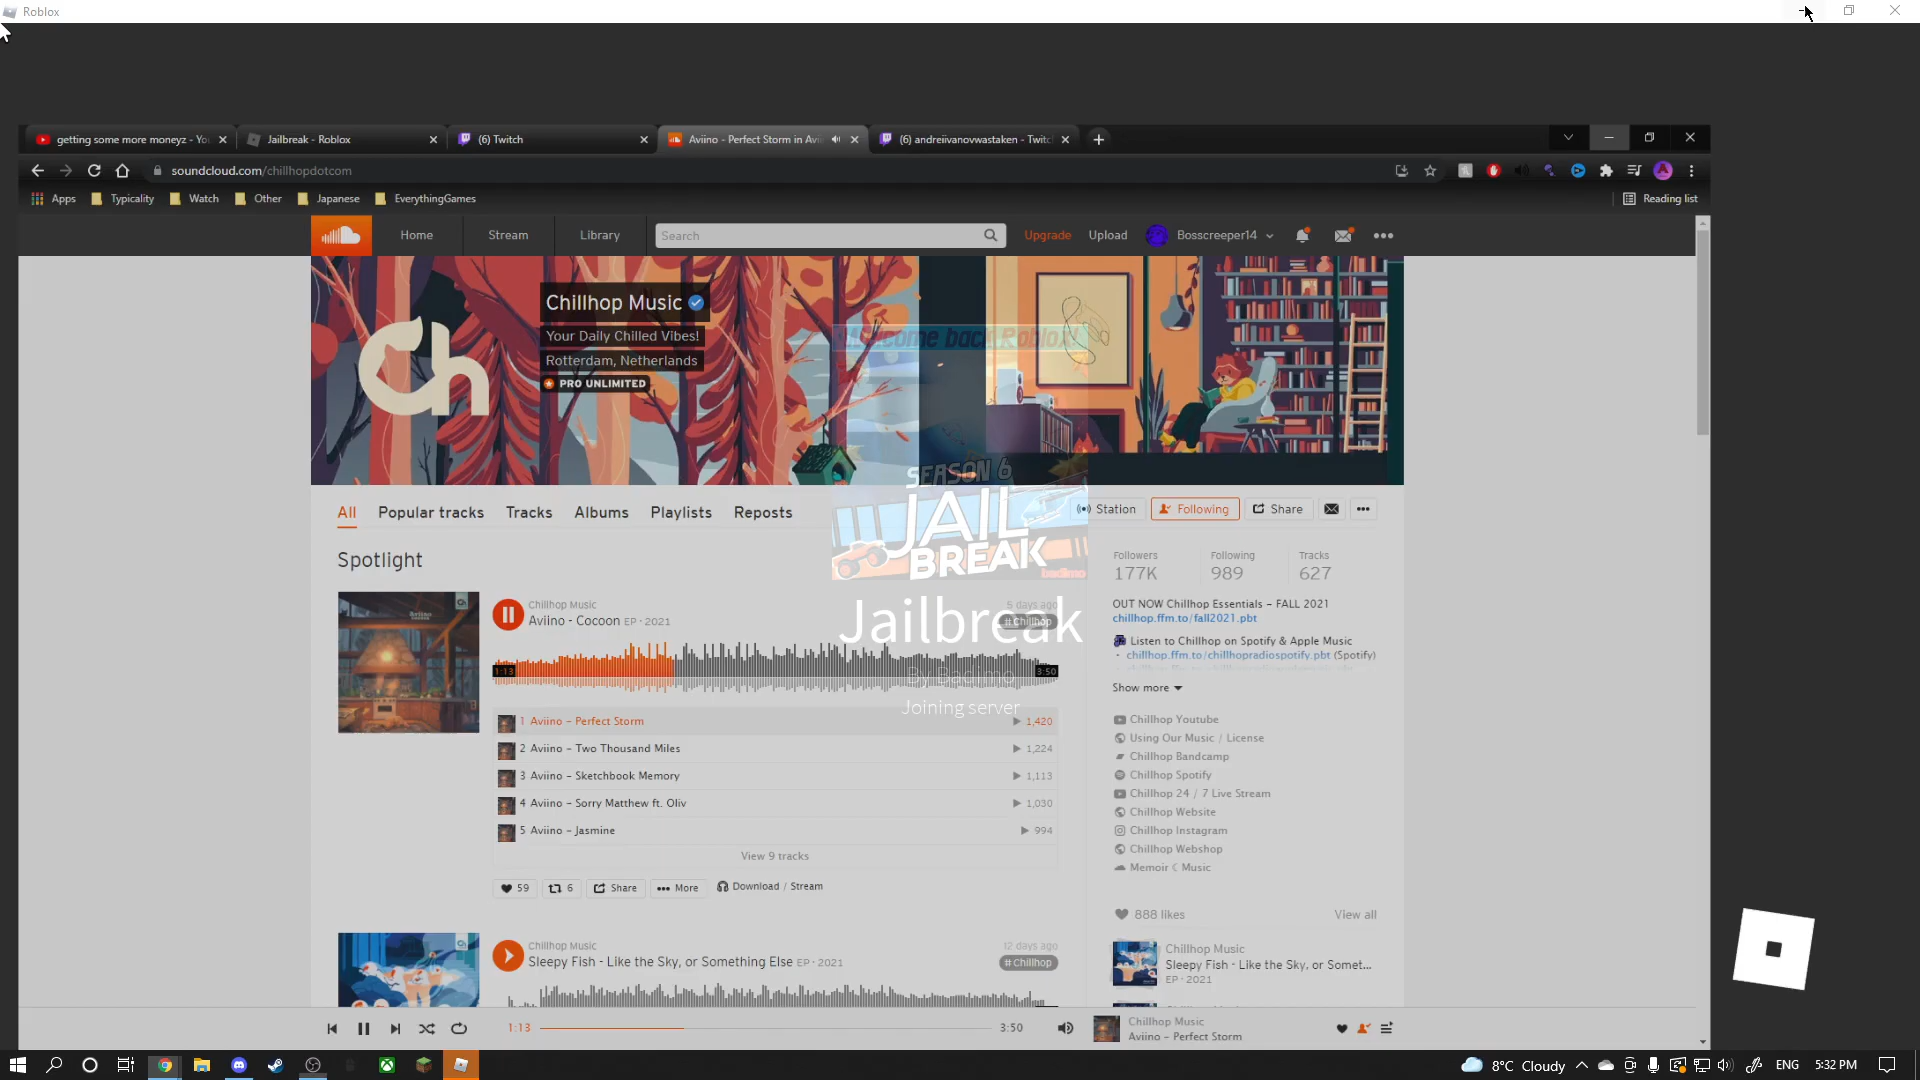 Roblox
getting some more moneyz - Yo
Jailbreak - Roblox
(6) Twitch
Aviino - Perfect Storm in Avii
(6) andreiivanovwastaken - Twitc
soundcloud.com/chillhopdotcom
Apps
Typicality
Watch
Other
Japanese
EverythingGames
Reading list
Home
Stream
Library
Search
Upgrade
Upload
Bosscreeper14
Chillhop Music
Your Daily Chilled Vibes!
Rotterdam, Netherlands
PRO UNLIMITED
Ch
Welcome back Roblox!
SEASON 6
JAIL
BREAK
badimo
All
Popular tracks
Tracks
Albums
Playlists
Reposts
Station
Following
Share
Spotlight
Followers
177K
Following
989
Tracks
627
Chillhop Music
Aviino - Cocoon EP · 2021
5 days ago
# Chillhop
1:13
3:50
Jailbreak
By Badimo
Joining server
OUT NOW Chillhop Essentials - FALL 2021
chillhop.ffm.to/fall2021.pbt
Listen to Chillhop on Spotify & Apple Music
- chillhop.ffm.to/chillhopradiospotify.pbt (Spotify)
Show more
1 Aviino - Perfect Storm 1,420
2 Aviino - Two Thousand Miles 1,224
3 Aviino - Sketchbook Memory 1,113
4 Aviino - Sorry Matthew ft. Oliv 1,030
5 Aviino - Jasmine 994
View 9 tracks
59
6
Share
More
Download / Stream
Chillhop Youtube
Using Our Music / License
Chillhop Bandcamp
Chillhop Spotify
Chillhop 24 / 7 Live Stream
Chillhop Website
Chillhop Instagram
Chillhop Webshop
Memoir ☾ Music
888 likes
View all
Chillhop Music
Sleepy Fish - Like the Sky, or Something Else EP · 2021
12 days ago
# Chillhop
Chillhop Music
Sleepy Fish - Like the Sky, or Somet...
EP · 2021
1:13
3:50
Chillhop Music
Aviino - Perfect Storm
8°C Cloudy
ENG
5:32 PM